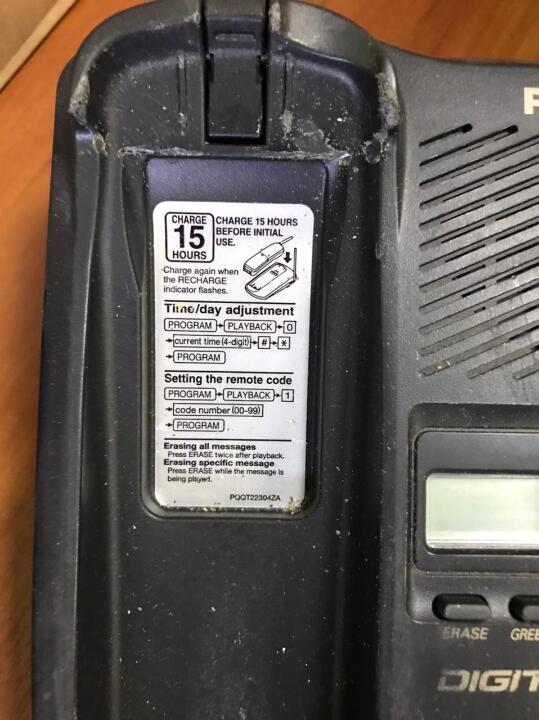 CHARGE
15
HOURS
CHARGE 15 HOURS
BEFORE INITIAL
USE.
Charge again when
the RECHARGE
indicator flashes.
Time/day adjustment
PROGRAM → PLAYBACK → 0
→ current time (4-digit) → # → *
→ PROGRAM
Setting the remote code
PROGRAM → PLAYBACK → 1
→ code number (00-99)
→ PROGRAM
Erasing all messages
Press ERASE twice after playback.
Erasing specific message
Press ERASE while the message is
being played.
PQQT22304ZA
P
ERASE GREE
DIGIT